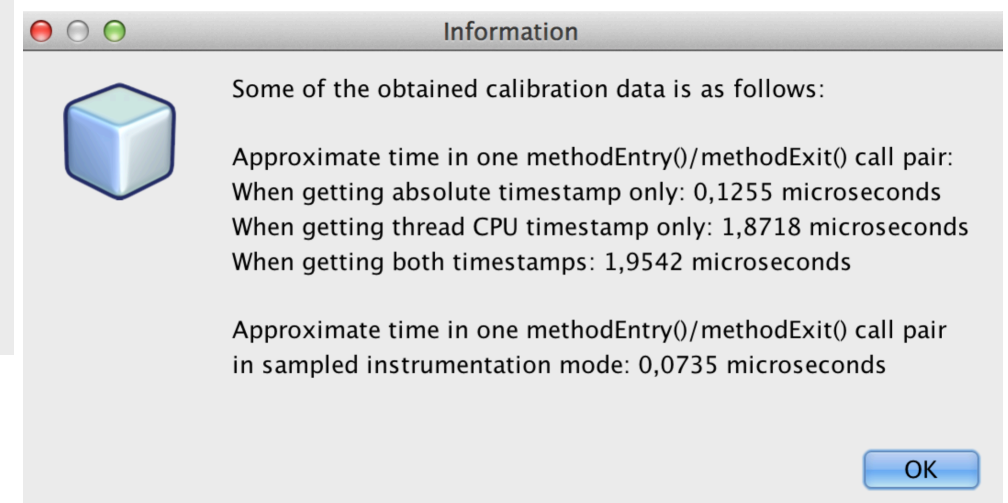 Information
Some of the obtained calibration data is as follows:
Approximate time in one methodEntry()/methodExit() call pair:
When getting absolute timestamp only: 0,1255 microseconds
When getting thread CPU timestamp only: 1,8718 microseconds
When getting both timestamps: 1,9542 microseconds
Approximate time in one methodEntry()/methodExit() call pair
in sampled instrumentation mode: 0,0735 microseconds
OK